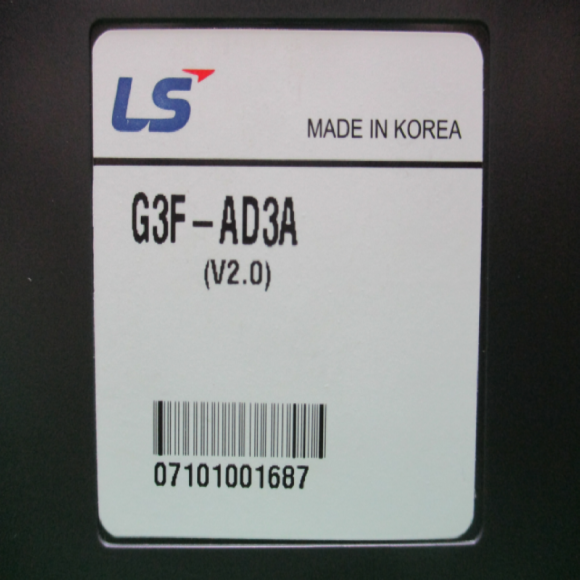 LS
MADE IN KOREA
G3F-AD3A
(V2.0)
07101001687